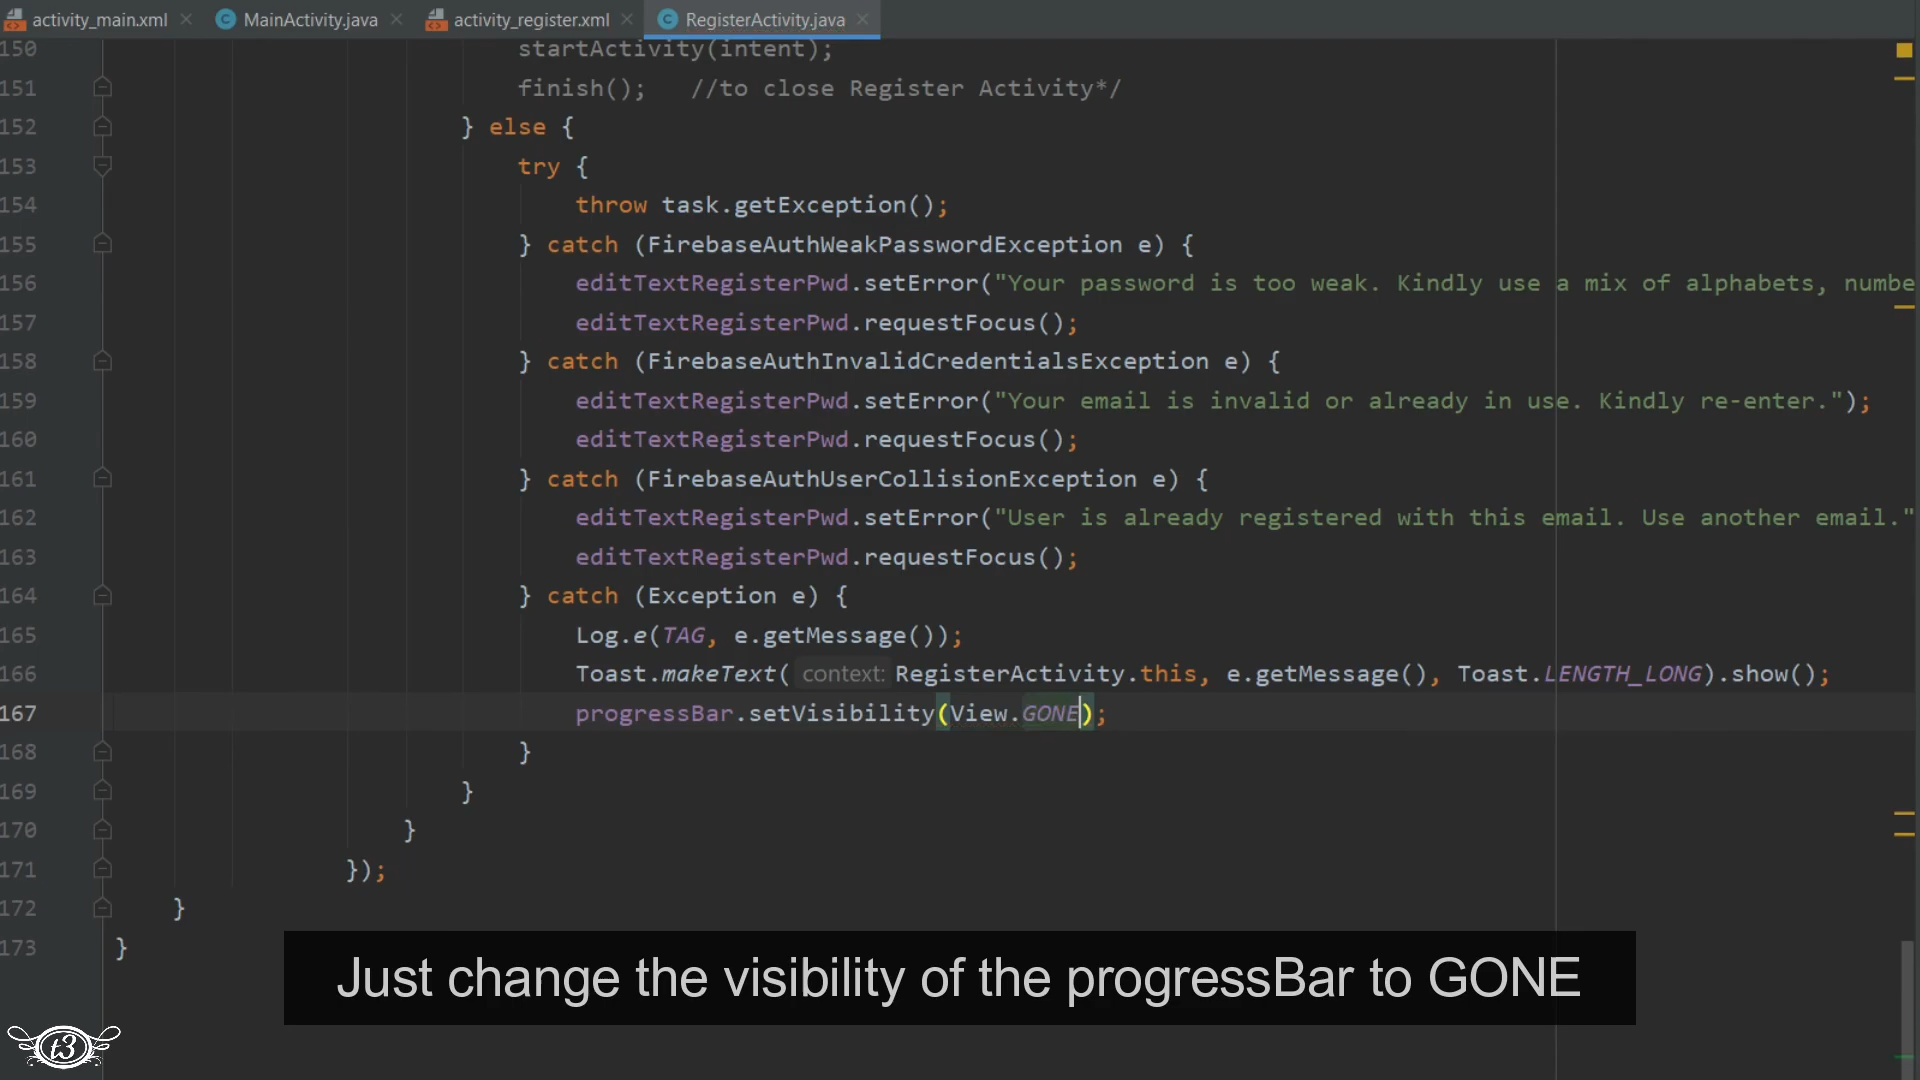 activity_main.xml MainActivity.java activity_register.xml RegisterActivity.java
150 startActivity(intent);
151 finish(); //to close Register Activity*/
152 } else {
153 try {
154 throw task.getException();
155 } catch (FirebaseAuthWeakPasswordException e) {
156 editTextRegisterPwd.setError("Your password is too weak. Kindly use a mix of alphabets, numbe
157 editTextRegisterPwd.requestFocus();
158 } catch (FirebaseAuthInvalidCredentialsException e) {
159 editTextRegisterPwd.setError("Your email is invalid or already in use. Kindly re-enter.");
160 editTextRegisterPwd.requestFocus();
161 } catch (FirebaseAuthUserCollisionException e) {
162 editTextRegisterPwd.setError("User is already registered with this email. Use another email."
163 editTextRegisterPwd.requestFocus();
164 } catch (Exception e) {
165 Log.e(TAG, e.getMessage());
166 Toast.makeText( context: RegisterActivity.this, e.getMessage(), Toast.LENGTH_LONG).show();
167 progressBar.setVisibility(View.GONE);
168 }
169 }
170 }
171 });
172 }
173 }
Just change the visibility of the progressBar to GONE
t3